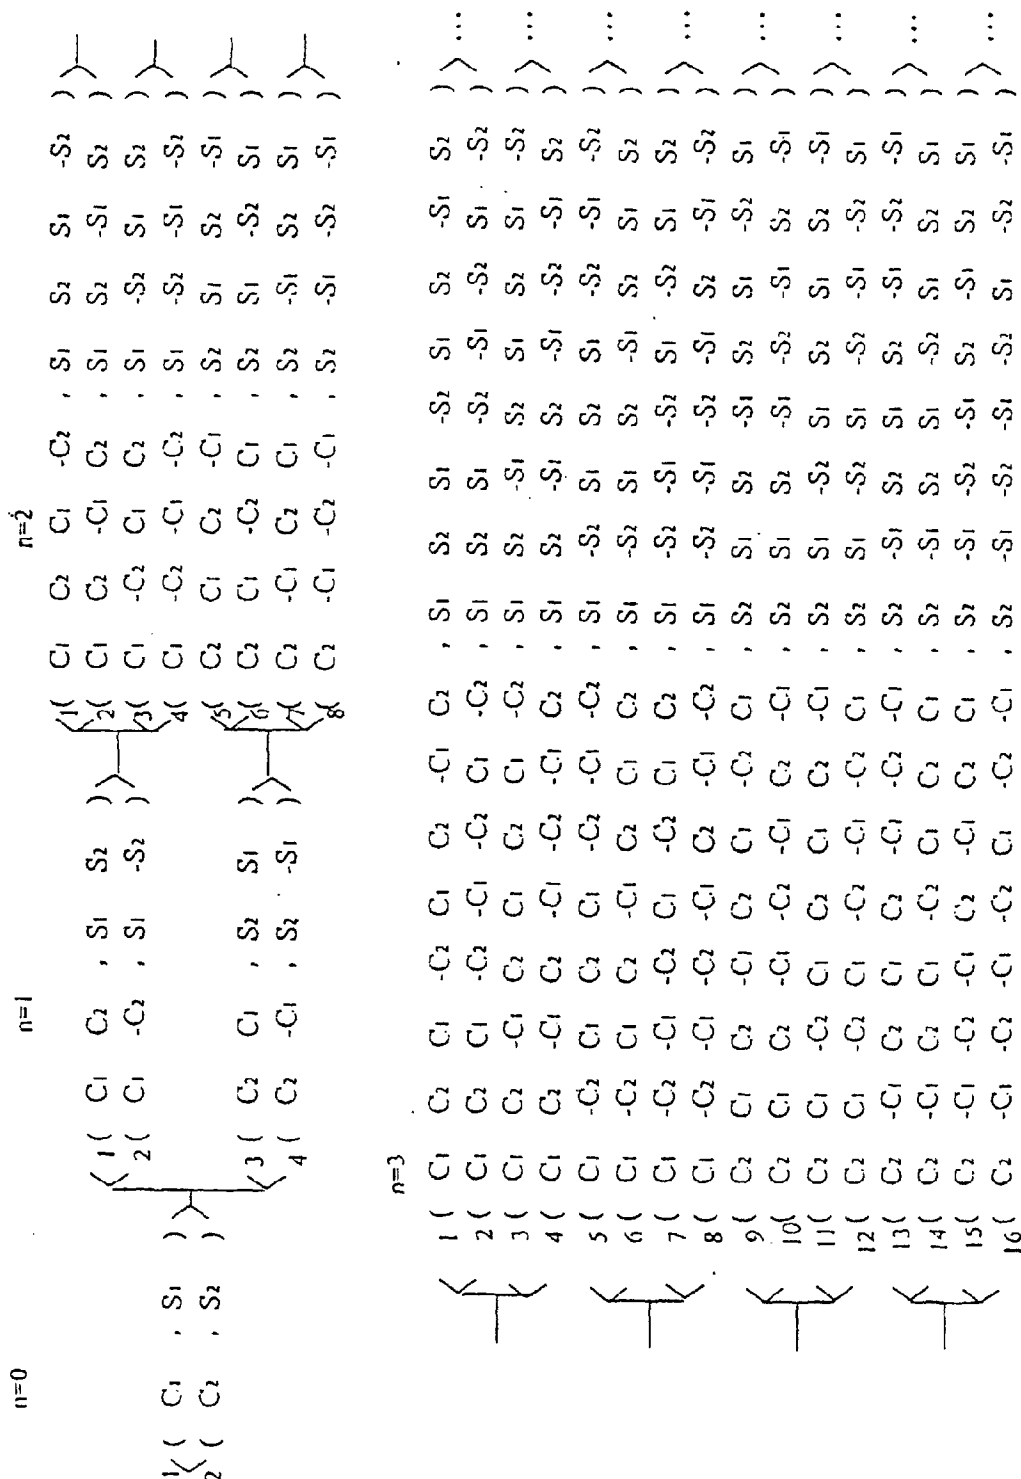 n=0
1 ( C1 , S1 )
2 ( C2 , S2 )
n=1
1 ( C1 C2 , S1 S2 )
2 ( C1 -C2 , S1 -S2 )
3 ( C2 C1 , S2 S1 )
4 ( C2 -C1 , S2 -S1 )
n=2
1 ( C1 C2 C1 -C2 , S1 S2 S1 -S2 )
2 ( C1 C2 -C1 C2 , S1 S2 -S1 S2 )
3 ( C1 -C2 C1 C2 , S1 -S2 S1 S2 )
4 ( C1 -C2 -C1 -C2 , S1 -S2 -S1 -S2 )
5 ( C2 C1 C2 -C1 , S2 S1 S2 -S1 )
6 ( C2 C1 -C2 C1 , S2 S1 -S2 S1 )
7 ( C2 -C1 C2 C1 , S2 -S1 S2 S1 )
8 ( C2 -C1 -C2 -C1 , S2 -S1 -S2 -S1 )
n=3
1 ( C1 C2 C1 -C2 C1 C2 -C1 C2 , S1 S2 S1 -S2 S1 S2 -S1 S2 ) ...
2 ( C1 C2 C1 -C2 -C1 -C2 C1 -C2 , S1 S2 S1 -S2 -S1 -S2 S1 -S2 )
3 ( C1 C2 -C1 C2 C1 C2 C1 -C2 , S1 S2 -S1 S2 S1 S2 S1 -S2 ) ...
4 ( C1 C2 -C1 C2 -C1 -C2 -C1 C2 , S1 S2 -S1 S2 -S1 -S2 -S1 S2 )
5 ( C1 -C2 C1 C2 C1 -C2 -C1 -C2 , S1 -S2 S1 S2 S1 -S2 -S1 -S2 ) ...
6 ( C1 -C2 C1 C2 -C1 C2 C1 C2 , S1 -S2 S1 S2 -S1 S2 S1 S2 )
7 ( C1 -C2 -C1 -C2 C1 -C2 C1 C2 , S1 -S2 -S1 -S2 S1 -S2 S1 S2 ) ...
8 ( C1 -C2 -C1 -C2 -C1 C2 -C1 -C2 , S1 -S2 -S1 -S2 -S1 S2 -S1 -S2 )
9 ( C2 C1 C2 -C1 C2 C1 -C2 C1 , S2 S1 S2 -S1 S2 S1 -S2 S1 ) ...
10 ( C2 C1 C2 -C1 -C2 -C1 C2 -C1 , S2 S1 S2 -S1 -S2 -S1 S2 -S1 )
11 ( C2 C1 -C2 C1 C2 C1 C2 -C1 , S2 S1 -S2 S1 S2 S1 S2 -S1 ) ...
12 ( C2 C1 -C2 C1 -C2 -C1 -C2 C1 , S2 S1 -S2 S1 -S2 -S1 -S2 S1 )
13 ( C2 -C1 C2 C1 C2 -C1 -C2 -C1 , S2 -S1 S2 S1 S2 -S1 -S2 -S1 ) ...
14 ( C2 -C1 C2 C1 -C2 C1 C2 C1 , S2 -S1 S2 S1 -S2 S1 S2 S1 )
15 ( C2 -C1 -C2 -C1 C2 -C1 C2 C1 , S2 -S1 -S2 -S1 S2 -S1 S2 S1 ) ...
16 ( C2 -C1 -C2 -C1 -C2 C1 -C2 -C1 , S2 -S1 -S2 -S1 -S2 S1 -S2 -S1 )